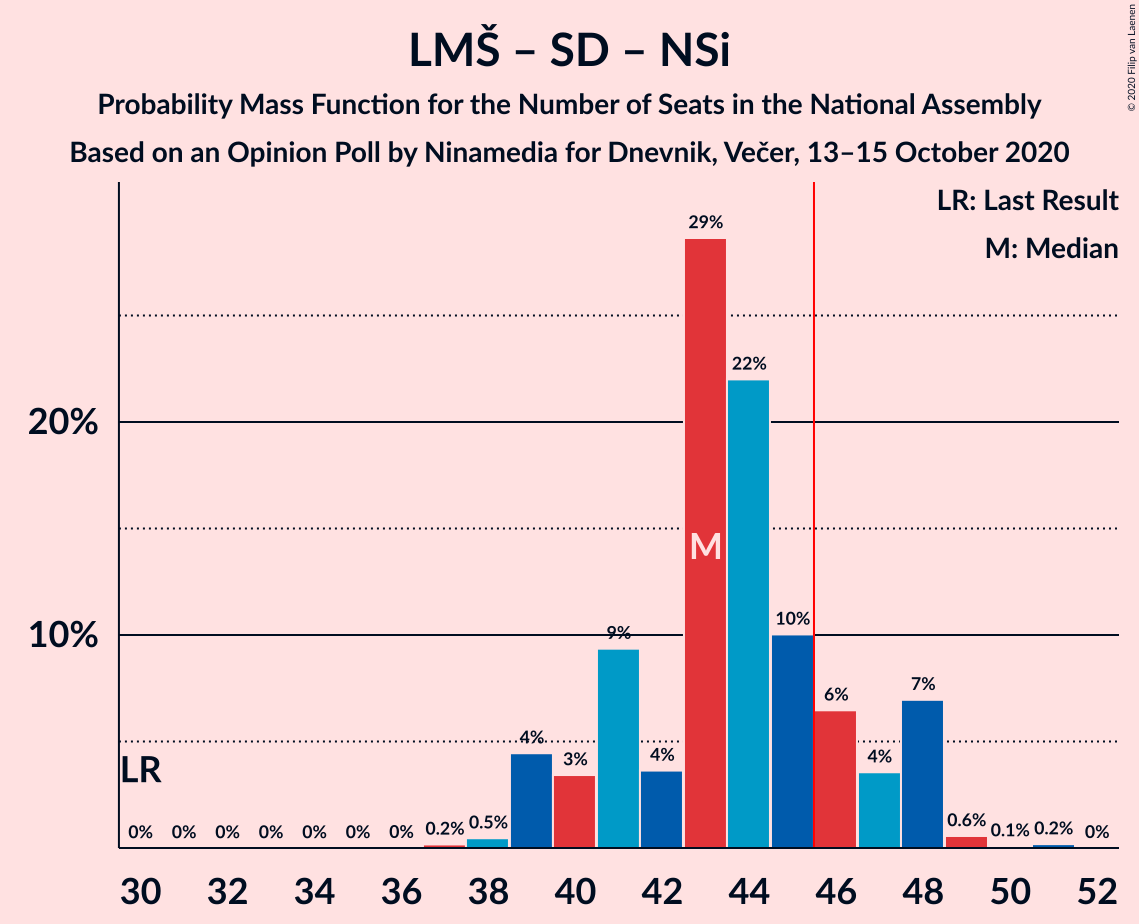 LMŠ – SD – NSi
Probability Mass Function for the Number of Seats in the National Assembly
Based on an Opinion Poll by Ninamedia for Dnevnik, Večer, 13–15 October 2020
© 2020 Filip van Laenen
LR: Last Result
M: Median
20%
10%
LR
M
0% 0% 0% 0% 0% 0% 0% 0.2% 0.5% 4% 3% 9% 4% 29% 22% 10% 6% 4% 7% 0.6% 0.1% 0.2% 0%
30 32 34 36 38 40 42 44 46 48 50 52